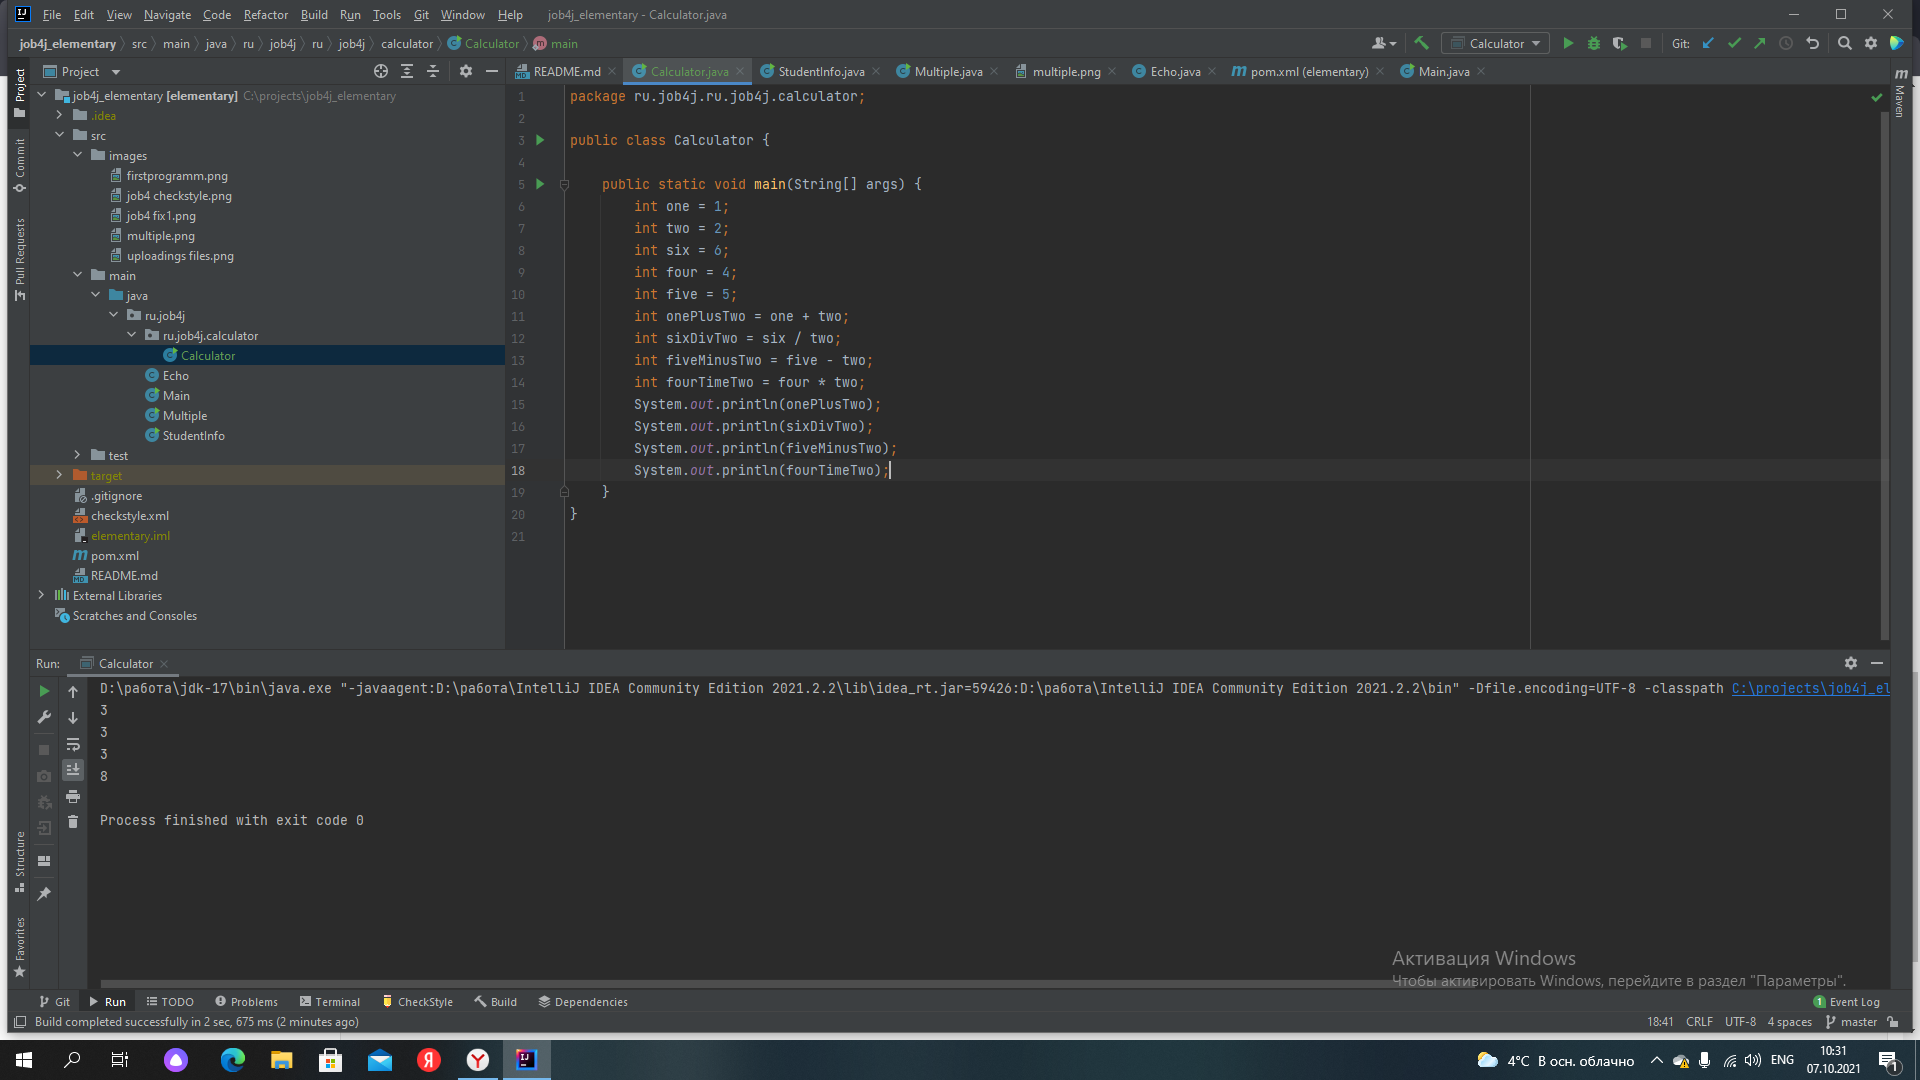 File Edit View Navigate Code Refactor Build Run Tools Git Window Help job4j_elementary - Calculator.java
job4j_elementary src main java ru job4j ru job4j calculator Calculator main
Calculator Git:
Project
README.md Calculator.java StudentInfo.java Multiple.java multiple.png Echo.java pom.xml (elementary) Main.java
Project
Commit
Pull Requests
Structure
Favorites
Maven
job4j_elementary [elementary] C:\projects\job4j_elementary
.idea
src
images
firstprogramm.png
job4 checkstyle.png
job4 fix1.png
multiple.png
uploadings files.png
main
java
ru.job4j
ru.job4j.calculator
Calculator
Echo
Main
Multiple
StudentInfo
test
target
.gitignore
checkstyle.xml
elementary.iml
pom.xml
README.md
External Libraries
Scratches and Consoles
1 package ru.job4j.ru.job4j.calculator;
2
3 public class Calculator {
4
5 public static void main(String[] args) {
6 int one = 1;
7 int two = 2;
8 int six = 6;
9 int four = 4;
10 int five = 5;
11 int onePlusTwo = one + two;
12 int sixDivTwo = six / two;
13 int fiveMinusTwo = five - two;
14 int fourTimeTwo = four * two;
15 System.out.println(onePlusTwo);
16 System.out.println(sixDivTwo);
17 System.out.println(fiveMinusTwo);
18 System.out.println(fourTimeTwo);
19 }
20 }
21
Run: Calculator
D:\работа\jdk-17\bin\java.exe "-javaagent:D:\работа\IntelliJ IDEA Community Edition 2021.2.2\lib\idea_rt.jar=59426:D:\работа\IntelliJ IDEA Community Edition 2021.2.2\bin" -Dfile.encoding=UTF-8 -classpath C:\projects\job4j_el
3
3
3
8
Process finished with exit code 0
Активация Windows
Чтобы активировать Windows, перейдите в раздел "Параметры".
Git Run TODO Problems Terminal CheckStyle Build Dependencies 1 Event Log
Build completed successfully in 2 sec, 675 ms (2 minutes ago) 18:41 CRLF UTF-8 4 spaces master
4°C В осн. облачно ENG 10:31
07.10.2021 1